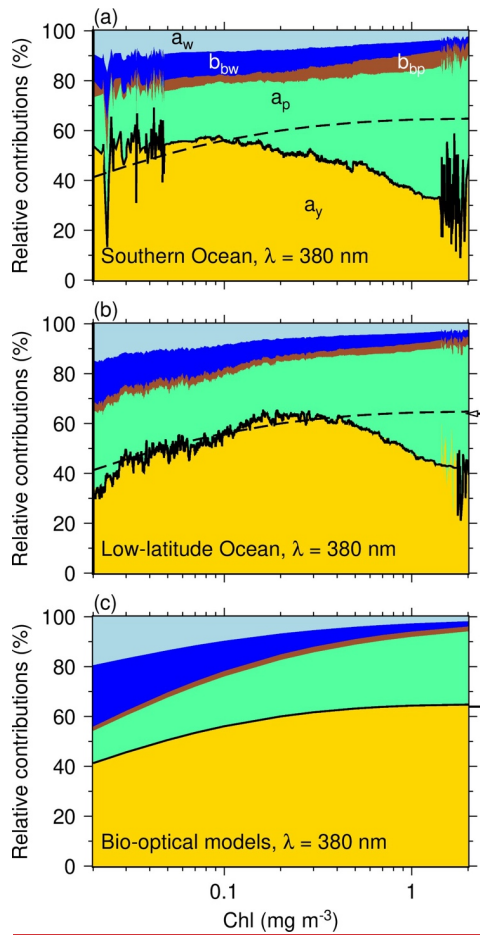 (a)
100
80
60
40
20
0
Relative contributions (%)
a_w
b_bw
b_bp
a_p
a_y
Southern Ocean, λ = 380 nm
(b)
100
80
60
40
20
0
Relative contributions (%)
Low-latitude Ocean, λ = 380 nm
(c)
100
80
60
40
20
0
Relative contributions (%)
Bio-optical models, λ = 380 nm
0.1 1
Chl (mg m⁻³)